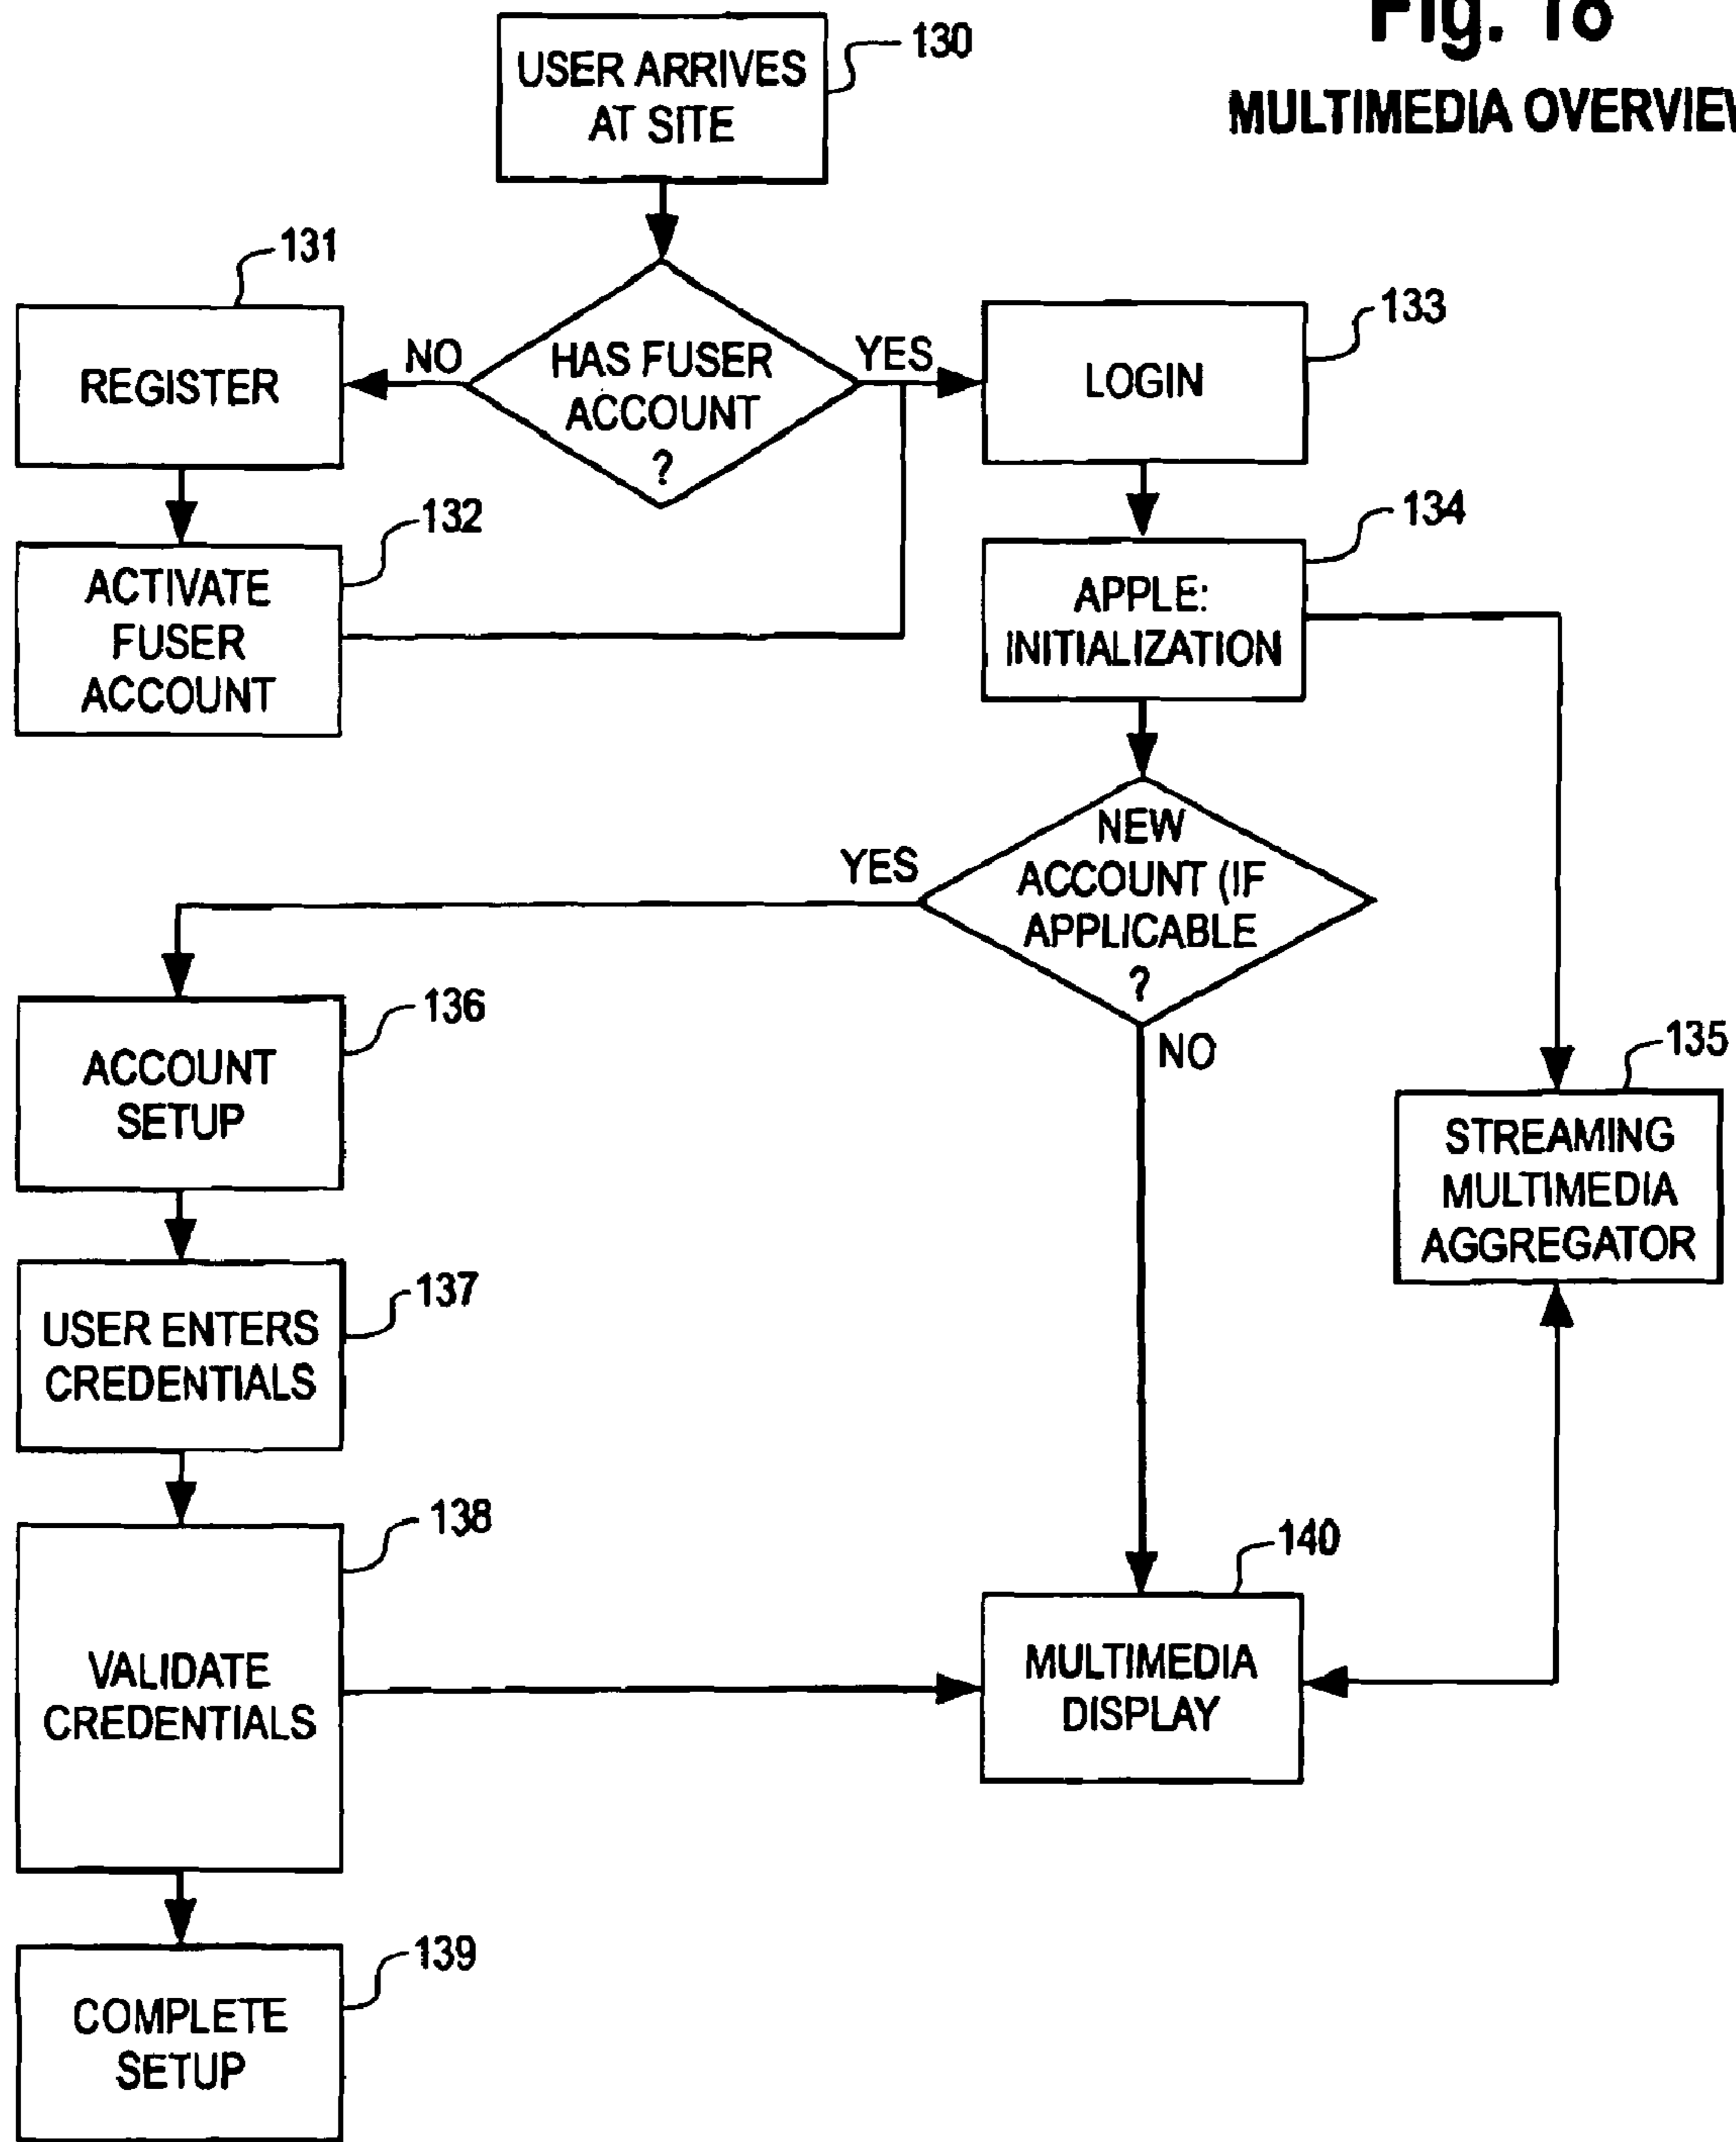 Fig. 18
MULTIMEDIA OVERVIEW
USER ARRIVES
AT SITE
130
131
REGISTER
NO
HAS FUSER
ACCOUNT
?
YES
LOGIN
133
132
ACTIVATE
FUSER
ACCOUNT
134
APPLE:
INITIALIZATION
YES
NEW
ACCOUNT (IF
APPLICABLE
?
NO
136
ACCOUNT
SETUP
135
STREAMING
MULTIMEDIA
AGGREGATOR
137
USER ENTERS
CREDENTIALS
138
VALIDATE
CREDENTIALS
140
MULTIMEDIA
DISPLAY
139
COMPLETE
SETUP